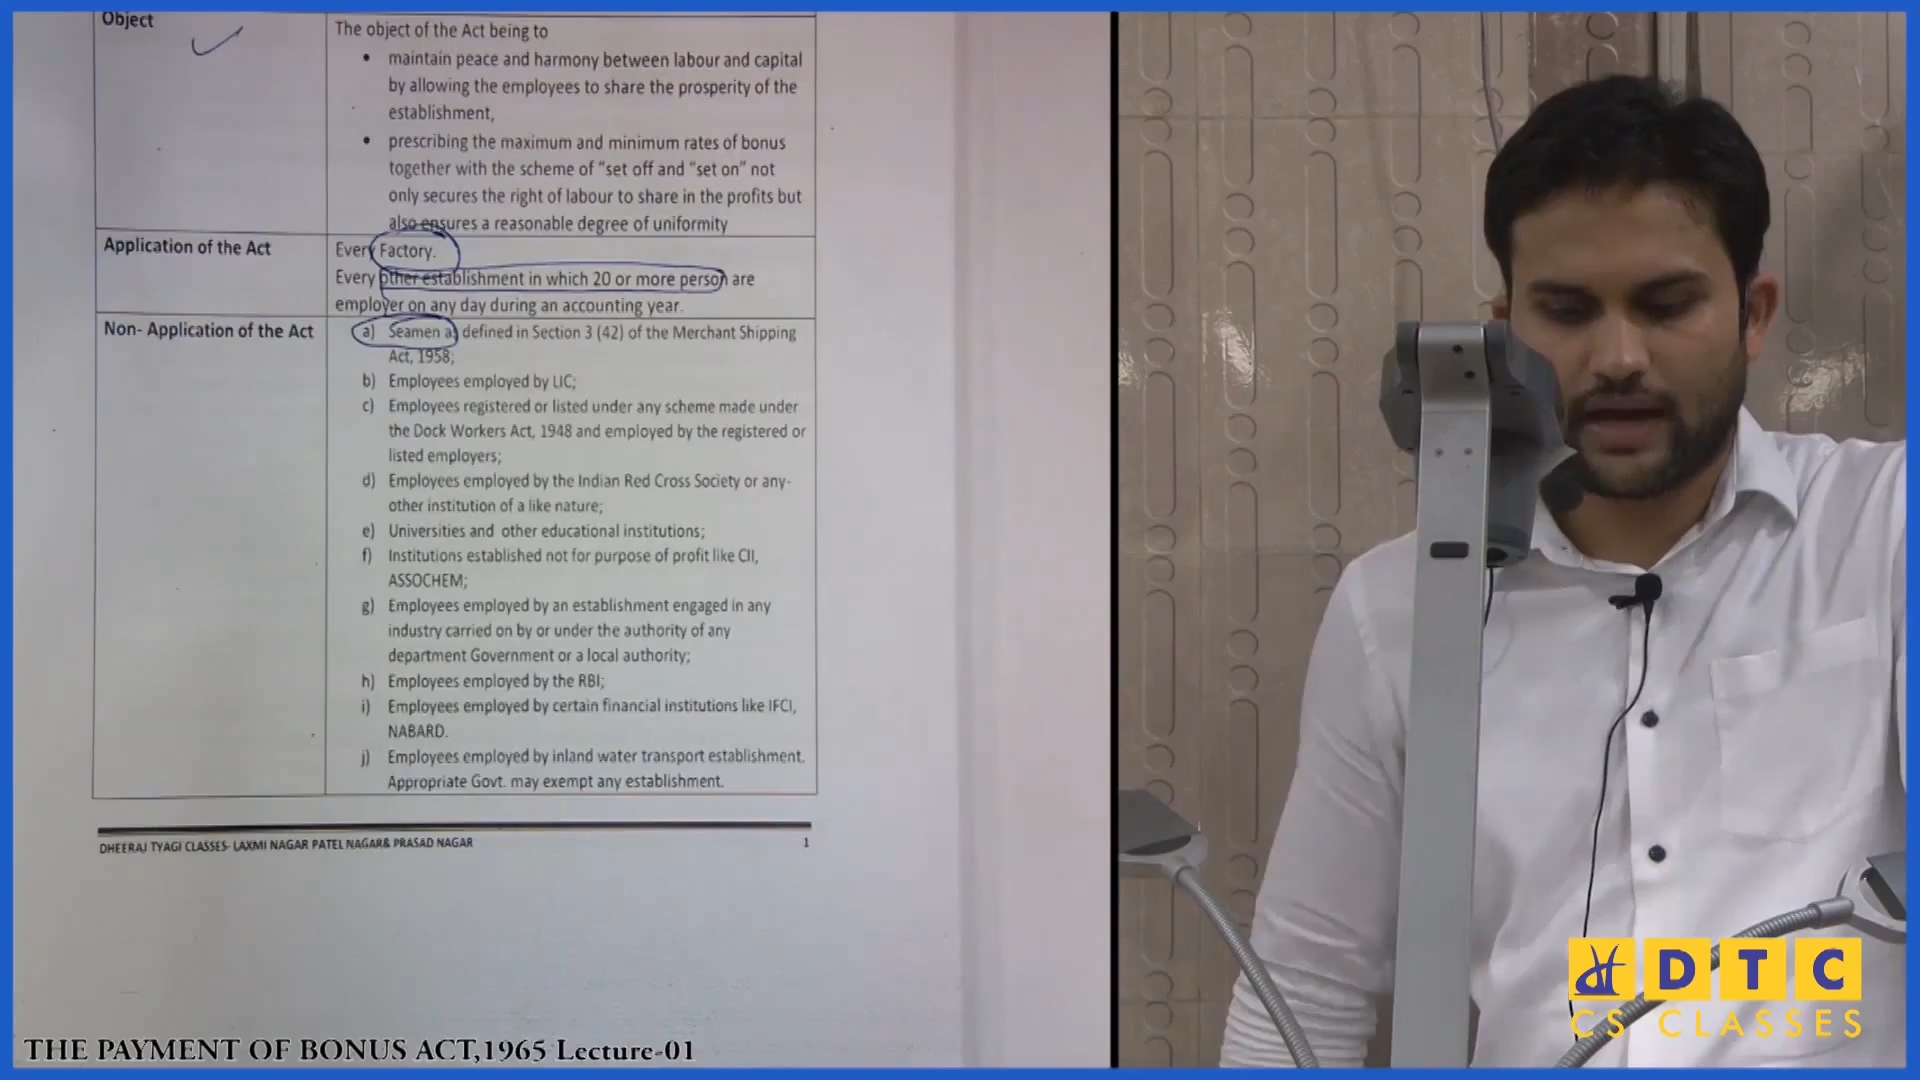 Object
The object of the Act being to
• maintain peace and harmony between labour and capital
by allowing the employees to share the prosperity of the
establishment,
• prescribing the maximum and minimum rates of bonus
together with the scheme of “set off and “set on” not
only secures the right of labour to share in the profits but
also ensures a reasonable degree of uniformity
Application of the Act
Every Factory.
Every other establishment in which 20 or more person are
employer on any day during an accounting year.
Non- Application of the Act
a) Seamen as defined in Section 3 (42) of the Merchant Shipping
Act, 1958;
b) Employees employed by LIC;
c) Employees registered or listed under any scheme made under
the Dock Workers Act, 1948 and employed by the registered or
listed employers;
d) Employees employed by the Indian Red Cross Society or any-
other institution of a like nature;
e) Universities and other educational institutions;
f) Institutions established not for purpose of profit like CII,
ASSOCHEM;
g) Employees employed by an establishment engaged in any
industry carried on by or under the authority of any
department Government or a local authority;
h) Employees employed by the RBI;
i) Employees employed by certain financial institutions like IFCI,
NABARD.
j) Employees employed by inland water transport establishment.
Appropriate Govt. may exempt any establishment.
DHEERAJ TYAGI CLASSES- LAXMI NAGAR PATEL NAGAR& PRASAD NAGAR 1
THE PAYMENT OF BONUS ACT,1965 Lecture-01
DTC
CS CLASSES